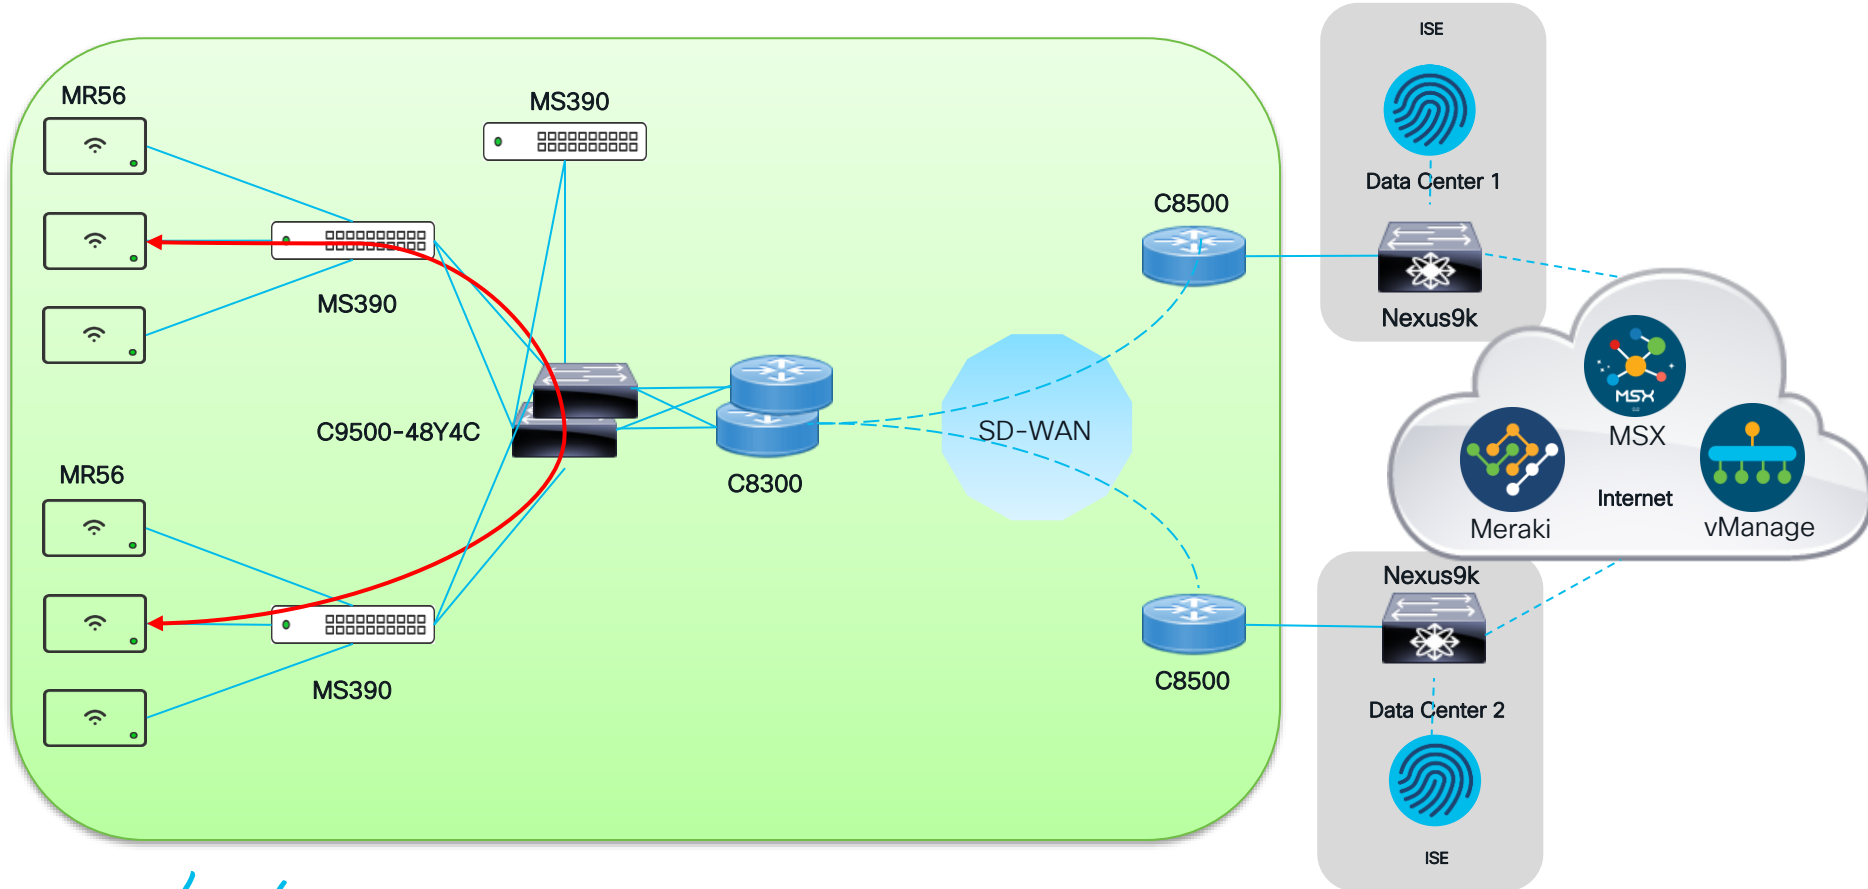 ISE
MR56
MS390
Data Center 1
C8500
MS390
Nexus9k
MSX
MSX
C9500-48Y4C
SD-WAN
MR56
C8300
Internet
Meraki
vManage
Nexus9k
MS390
C8500
Data Center 2
ISE